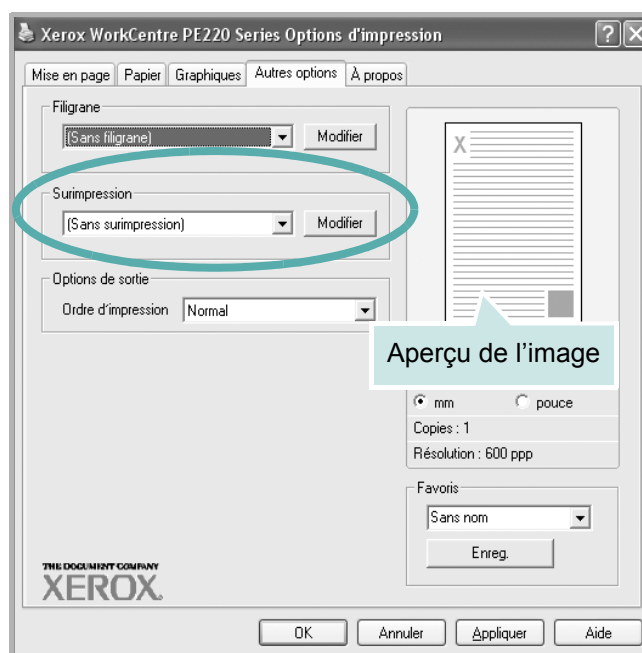 Xerox WorkCentre PE220 Series Options d'impression
Mise en page Papier Graphiques Autres options À propos
Filigrane
(Sans filigrane) Modifier
X
Surimpression
(Sans surimpression) Modifier
Options de sortie
Ordre d'impression Normal
Aperçu de l'image
mm pouce
Copies : 1
Résolution : 600 ppp
Favoris
Sans nom
Enreg.
THE DOCUMENT COMPANY
XEROX.
OK Annuler Appliquer Aide